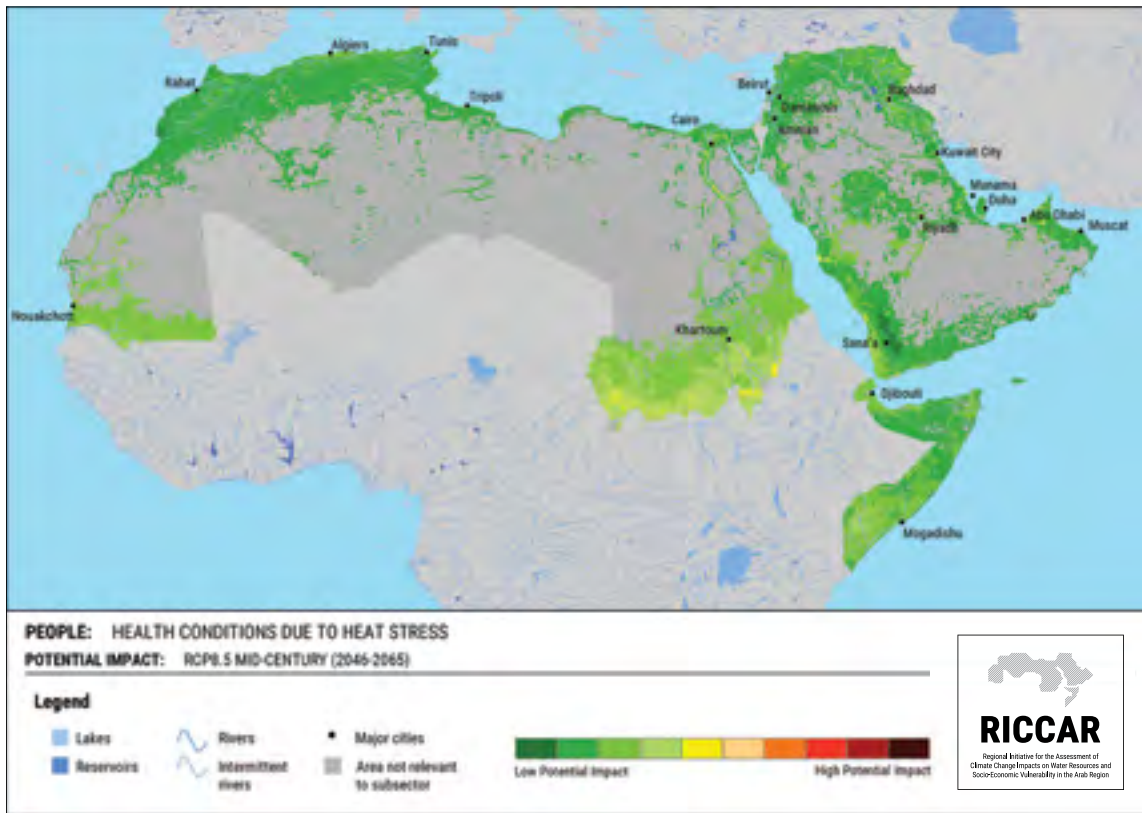 Algiers
Tunis
Rabat
Tripoli
Beirut
Damascus
Amman
Baghdad
Cairo
Kuwait City
Manama
Doha
Riyadh
Abu Dhabi
Muscat
Nouakchott
Khartoum
Sana'a
Djibouti
Mogadishu
PEOPLE: HEALTH CONDITIONS DUE TO HEAT STRESS
POTENTIAL IMPACT: RCP8.5 MID-CENTURY (2046-2065)
Legend
Lakes
Rivers
Major cities
Reservoirs
Intermittent
rivers
Area not relevant
to subsector
Low Potential Impact
High Potential Impact
RICCAR
Regional Initiative for the Assessment of
Climate Change Impacts on Water Resources and
Socio-Economic Vulnerability in the Arab Region